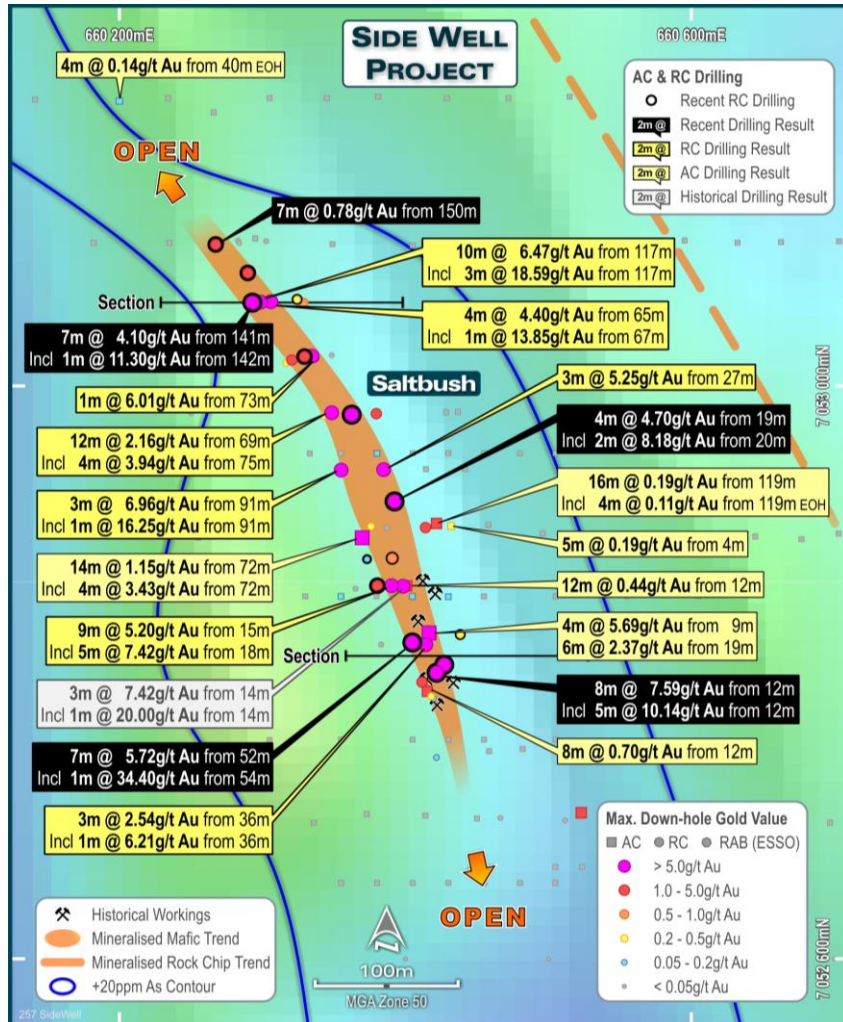 660 200mE
SIDE WELL
PROJECT
660 600mE
4m @ 0.14g/t Au from 40m EOH
AC & RC Drilling
Recent RC Drilling
2m @ Recent Drilling Result
2m @ RC Drilling Result
2m @ AC Drilling Result
2m @ Historical Drilling Result
OPEN
7m @ 0.78g/t Au from 150m
10m @ 6.47g/t Au from 117m
Incl 3m @ 18.59g/t Au from 117m
Section
4m @ 4.40g/t Au from 65m
Incl 1m @ 13.85g/t Au from 67m
7m @ 4.10g/t Au from 141m
Incl 1m @ 11.30g/t Au from 142m
7 053 000mN
Saltbush
3m @ 5.25g/t Au from 27m
1m @ 6.01g/t Au from 73m
4m @ 4.70g/t Au from 19m
Incl 2m @ 8.18g/t Au from 20m
12m @ 2.16g/t Au from 69m
Incl 4m @ 3.94g/t Au from 75m
16m @ 0.19g/t Au from 119m
Incl 4m @ 0.11g/t Au from 119m EOH
3m @ 6.96g/t Au from 91m
Incl 1m @ 16.25g/t Au from 91m
5m @ 0.19g/t Au from 4m
14m @ 1.15g/t Au from 72m
Incl 4m @ 3.43g/t Au from 72m
12m @ 0.44g/t Au from 12m
9m @ 5.20g/t Au from 15m
Incl 5m @ 7.42g/t Au from 18m
4m @ 5.69g/t Au from 9m
6m @ 2.37g/t Au from 19m
Section
3m @ 7.42g/t Au from 14m
Incl 1m @ 20.00g/t Au from 14m
8m @ 7.59g/t Au from 12m
Incl 5m @ 10.14g/t Au from 12m
7m @ 5.72g/t Au from 52m
Incl 1m @ 34.40g/t Au from 54m
8m @ 0.70g/t Au from 12m
3m @ 2.54g/t Au from 36m
Incl 1m @ 6.21g/t Au from 36m
Max. Down-hole Gold Value
AC RC RAB (ESSO)
> 5.0g/t Au
1.0 - 5.0g/t Au
0.5 - 1.0g/t Au
0.2 - 0.5g/t Au
0.05 - 0.2g/t Au
< 0.05g/t Au
OPEN
Historical Workings
Mineralised Mafic Trend
Mineralised Rock Chip Trend
+20ppm As Contour
N
100m
MGA Zone 50
7 052 600mN
257 SideWell